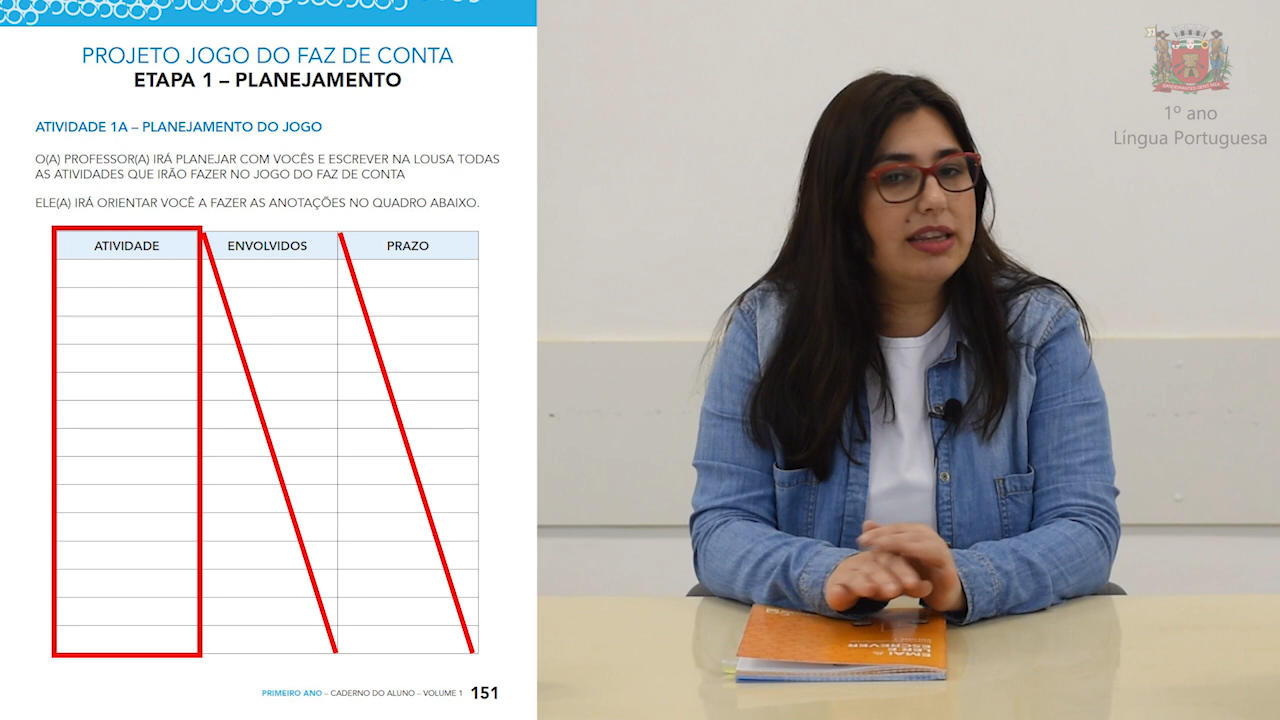 PROJETO JOGO DO FAZ DE CONTA
ETAPA 1 – PLANEJAMENTO
ATIVIDADE 1A – PLANEJAMENTO DO JOGO
O(A) PROFESSOR(A) IRÁ PLANEJAR COM VOCÊS E ESCREVER NA LOUSA TODAS
AS ATIVIDADES QUE IRÃO FAZER NO JOGO DO FAZ DE CONTA
ELE(A) IRÁ ORIENTAR VOCÊ A FAZER AS ANOTAÇÕES NO QUADRO ABAIXO.
ATIVIDADE ENVOLVIDOS PRAZO
PRIMEIRO ANO – CADERNO DO ALUNO – VOLUME 1 151
1º ano
Língua Portuguesa
EMAI &
LER E
ESCREVER